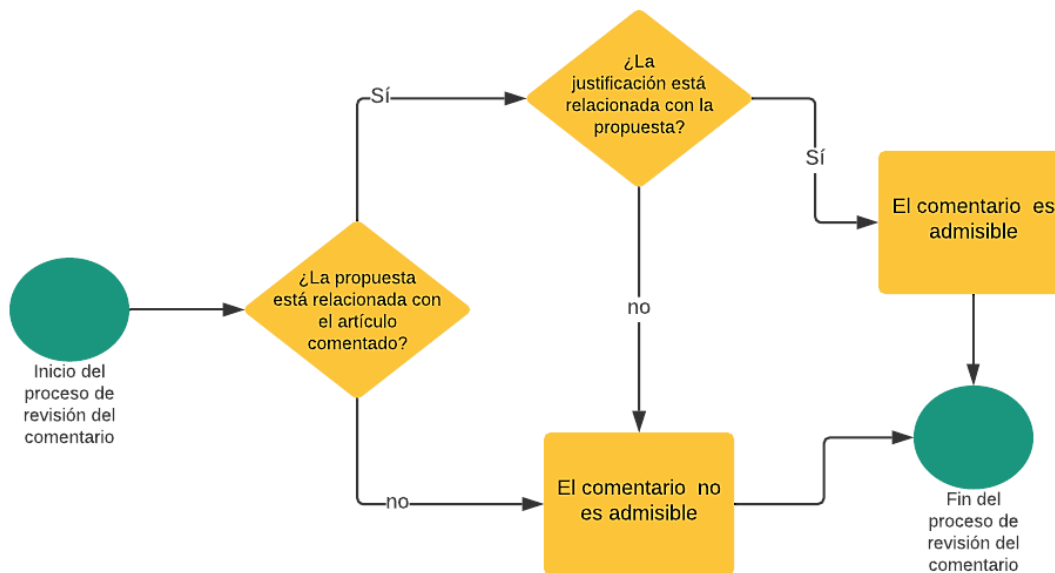 Inicio del
proceso de
revisión del
comentario
¿La propuesta
está relacionada con
el artículo
comentado?
Sí
no
¿La
justificación está
relacionada con la
propuesta?
Sí
no
El comentario es
admisible
El comentario no
es admisible
Fin del
proceso de
revisión del
comentario